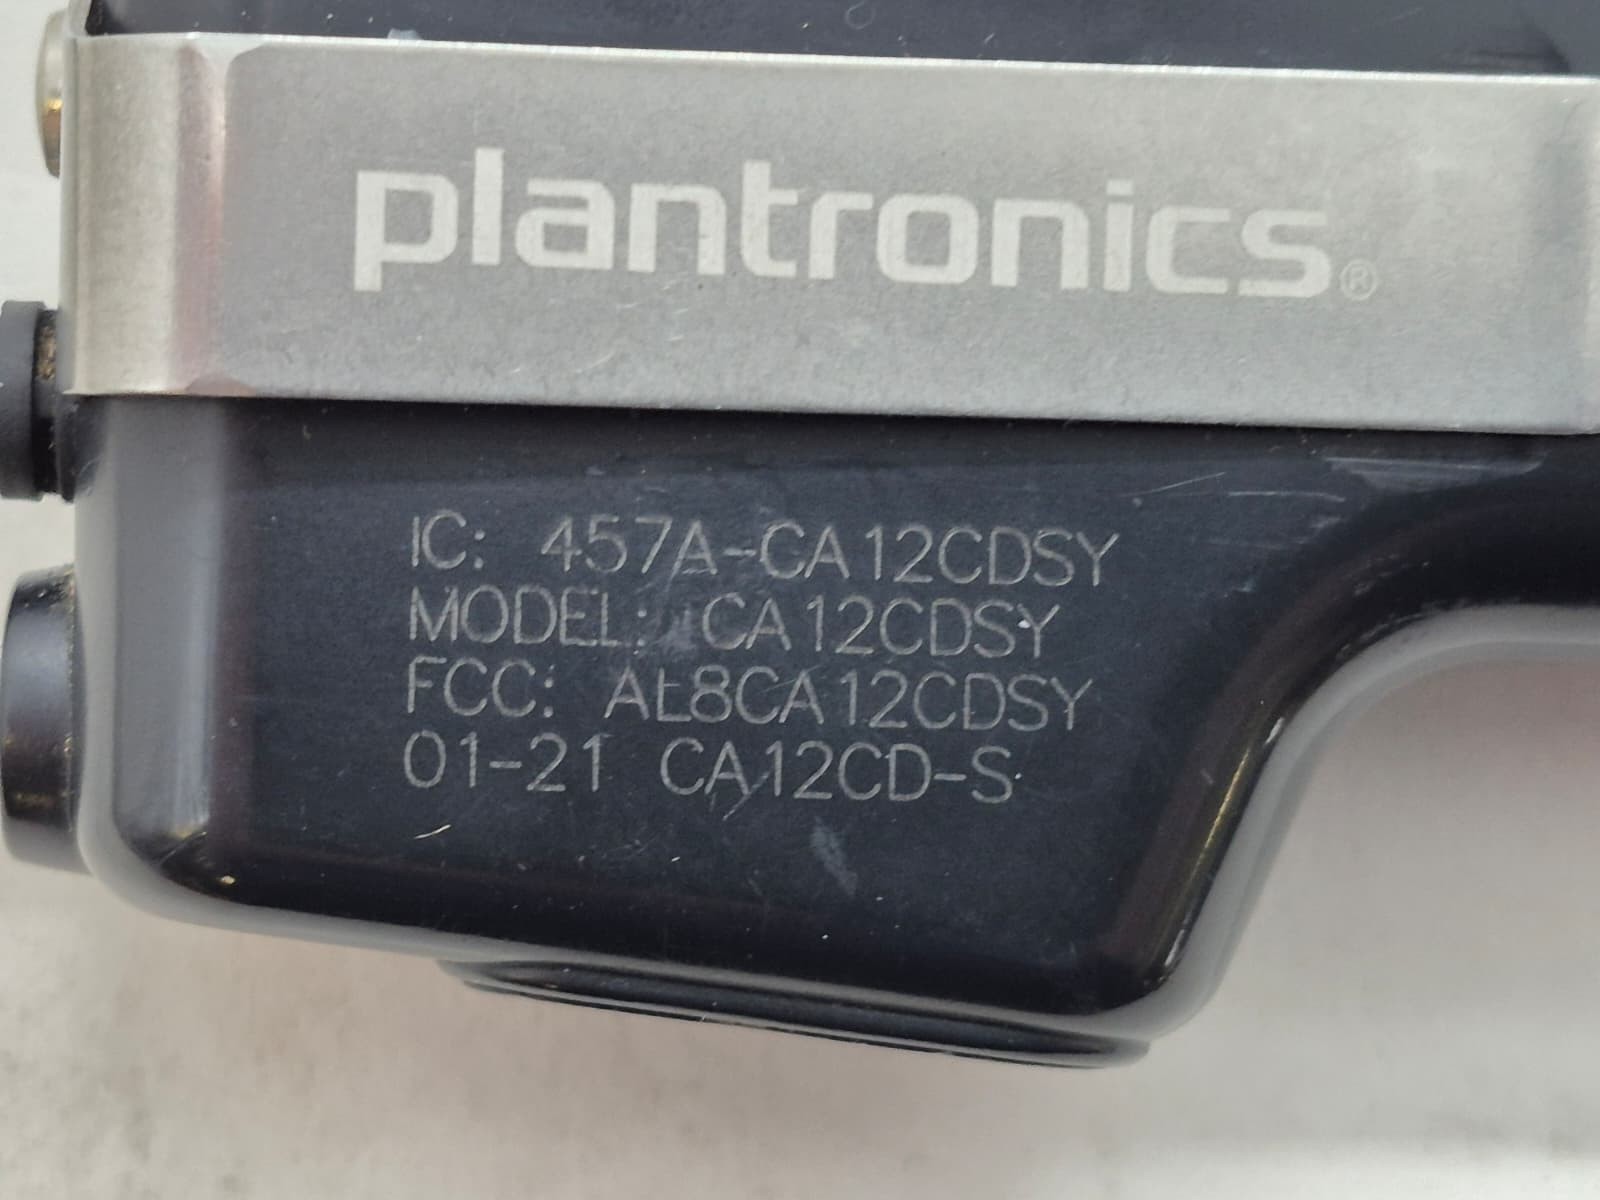 plantronics®
IC: 457A-CA12CDSY
MODEL: CA12CDSY
FCC: AL8CA12CDSY
01-21 CA12CD-S